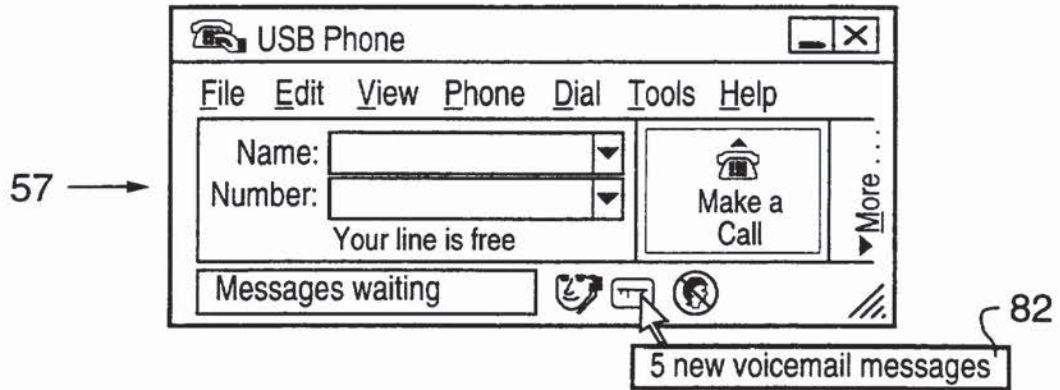 USB Phone
File Edit View Phone Dial Tools Help
Name:
Number:
Your line is free
Make a
Call
More....
57
Messages waiting
82
5 new voicemail messages